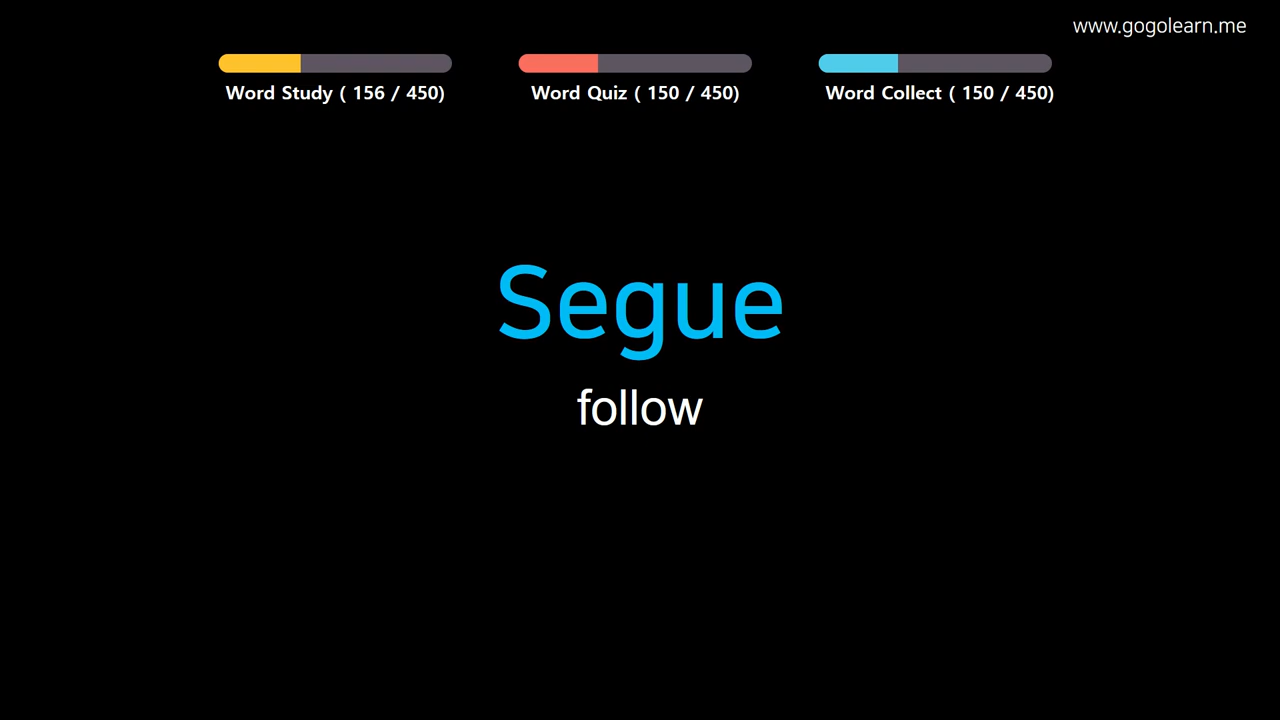 www.gogolearn.me
Word Study ( 156 / 450)
Word Quiz ( 150 / 450)
Word Collect ( 150 / 450)
Segue
follow